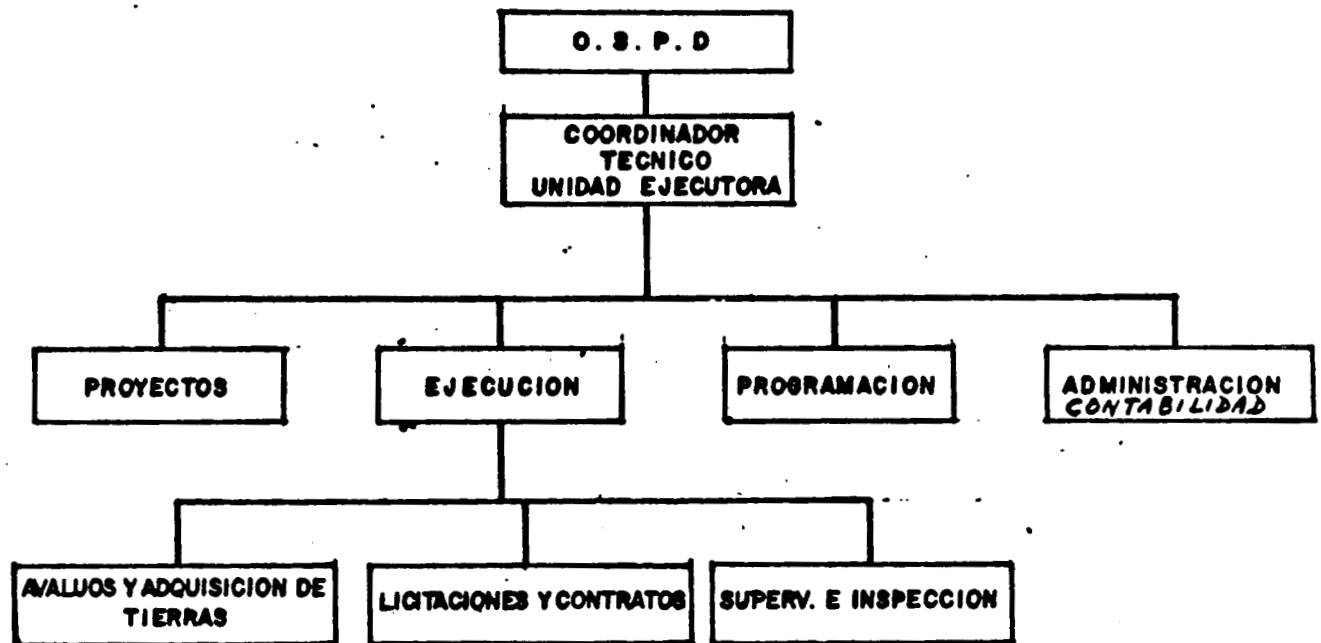 O. S. P. D
COORDINADOR
TECNICO
UNIDAD EJECUTORA
PROYECTOS
EJECUCION
PROGRAMACION
ADMINISTRACION
CONTABILIDAD
AVALUOS Y ADQUISICION DE
TIERRAS
LICITACIONES Y CONTRATOS
SUPERV. E INSPECCION